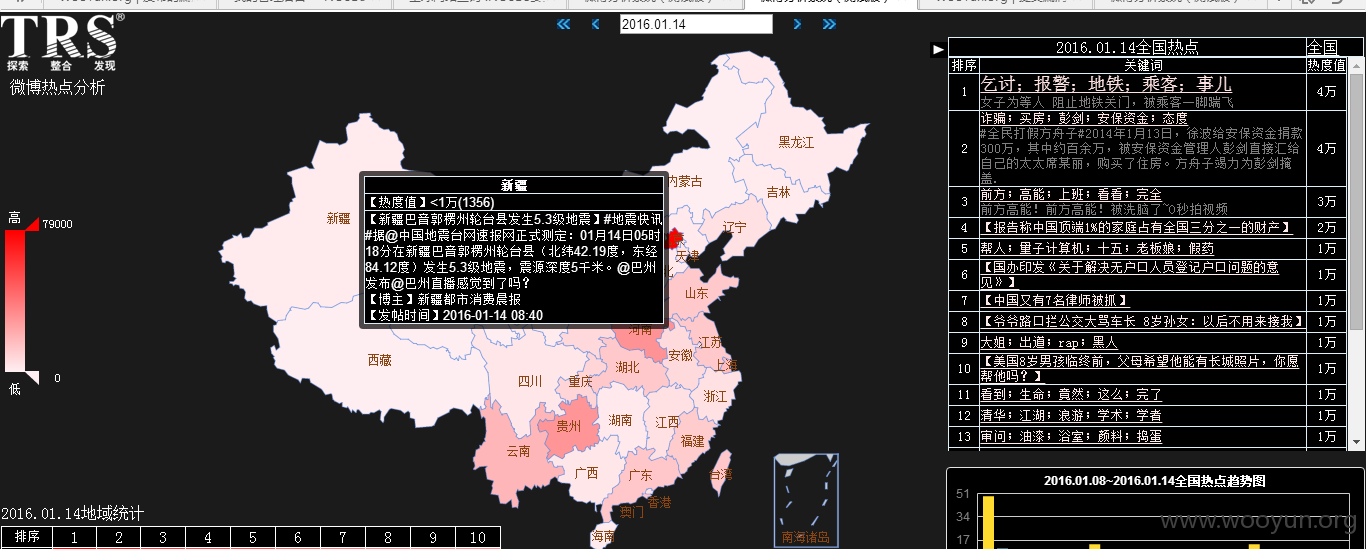 TRS®
探索 整合 发现
微博热点分析
2016.01.14
高
79000
低
0
新疆
西藏
黑龙江
内蒙古
吉林
辽宁
天津
山东
河南
江苏
安徽
上海
湖北
四川
重庆
浙江
湖南
江西
贵州
福建
云南
广西
广东
台湾
香港
澳门
海南
南海诸岛
新疆
【热度值】<1万(1356)
【新疆巴音郭楞州轮台县发生5.3级地震】#地震快讯
#据@中国地震台网速报网正式测定：01月14日05时
18分在新疆巴音郭楞州轮台县（北纬42.19度，东经
84.12度）发生5.3级地震，震源深度5千米。@巴州
发布@巴州直播感觉到了吗？
【博主】新疆都市消费晨报
【发帖时间】2016-01-14 08:40
2016.01.14全国热点 全国
排序 关键词 热度值
1 乞讨; 报警; 地铁; 乘客; 事儿 4万
女子为等人 阻止地铁关门，被乘客一脚踹飞
2 诈骗; 买房; 彭剑; 安保资金; 态度 4万
#全民打假方舟子#2014年1月13日，徐波给安保资金捐款
300万，其中约百余万，被安保资金管理人彭剑直接汇给
自己的太太席某丽，购买了住房。方舟子竭力为彭剑掩
盖.
3 前方; 高能; 上班; 看看; 完全 3万
前方高能！前方高能！被洗脑了~0秒拍视频
4 【报告称中国顶端1%的家庭占有全国三分之一的财产】 2万
5 帮人; 量子计算机; 十五; 老板娘; 假药 1万
6 【国办印发《关于解决无户口人员登记户口问题的意
见》】 1万
7 【中国又有7名律师被抓】 1万
8 【爷爷路口拦公交大骂车长 8岁孙女：以后不用来接我】 1万
9 大姐; 出道; rap; 黑人 1万
10 【美国8岁男孩临终前，父母希望他能有长城照片，你愿
帮他吗？】 1万
11 看到; 生命; 竟然; 这么; 完了 1万
12 清华; 江湖; 浪游; 学术; 学者 1万
13 审问; 油漆; 浴室; 颜料; 捣蛋 1万
2016.01.08~2016.01.14全国热点趋势图
51
34
17
www.wooyun.org
2016.01.14地域统计
排序 1 2 3 4 5 6 7 8 9 10